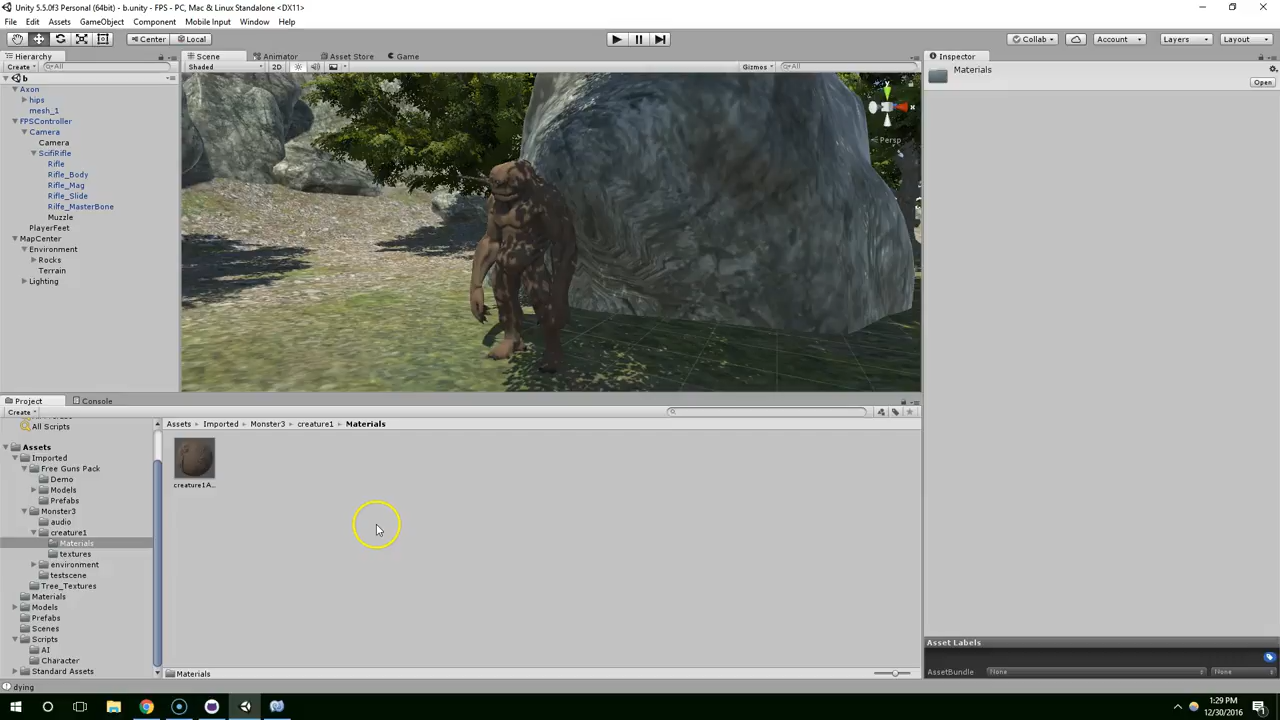 Unity 5.5.0f3 Personal (64bit) - b.unity - FPS - PC, Mac & Linux Standalone <DX11>
File Edit Assets GameObject Component Mobile Input Window Help
Center Local Collab Account Layers Layout
Hierarchy Scene Animator Asset Store Game Inspector
Create All Shaded 2D Gizmos All Materials
b Open
Axon
hips
mesh_1
FPSController
Camera
Camera
ScifiRifle
Rifle
Rifle_Body
Rifle_Mag
Rifle_Slide
Rilfe_MasterBone
Muzzle
PlayerFeet
MapCenter
Environment
Rocks
Terrain
Lighting
Persp
Project Console
Create
Assets Imported Monster3 creature1 Materials
All Scripts
Assets
Imported
Free Guns Pack
Demo
Models
Prefabs
Monster3
audio
creature1
Materials
textures
environment
testscene
Tree_Textures
Materials
Models
Prefabs
Scenes
Scripts
AI
Character
Standard Assets
creature1A...
Materials
Asset Labels
AssetBundle None None
dying
1:29 PM
12/30/2016